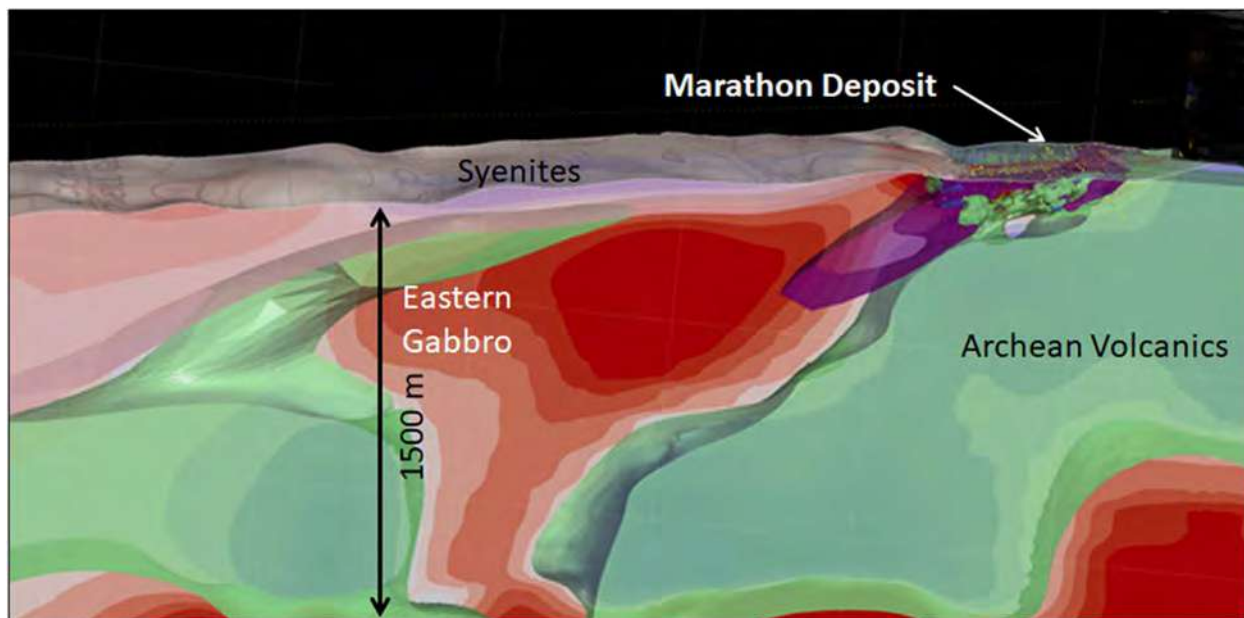 Marathon Deposit
Syenites
Eastern
Gabbro
Archean Volcanics
1500 m